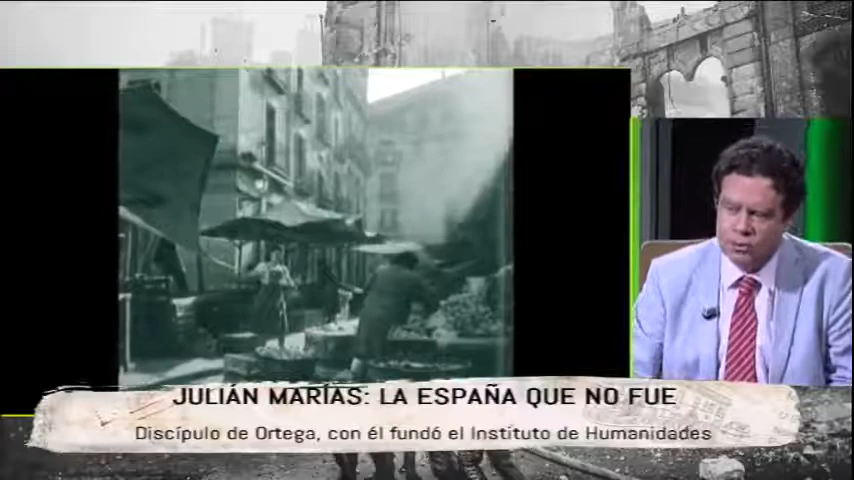 JULIÁN MARÍAS: LA ESPAÑA QUE NO FUE
Discípulo de Ortega, con él fundó el Instituto de Humanidades